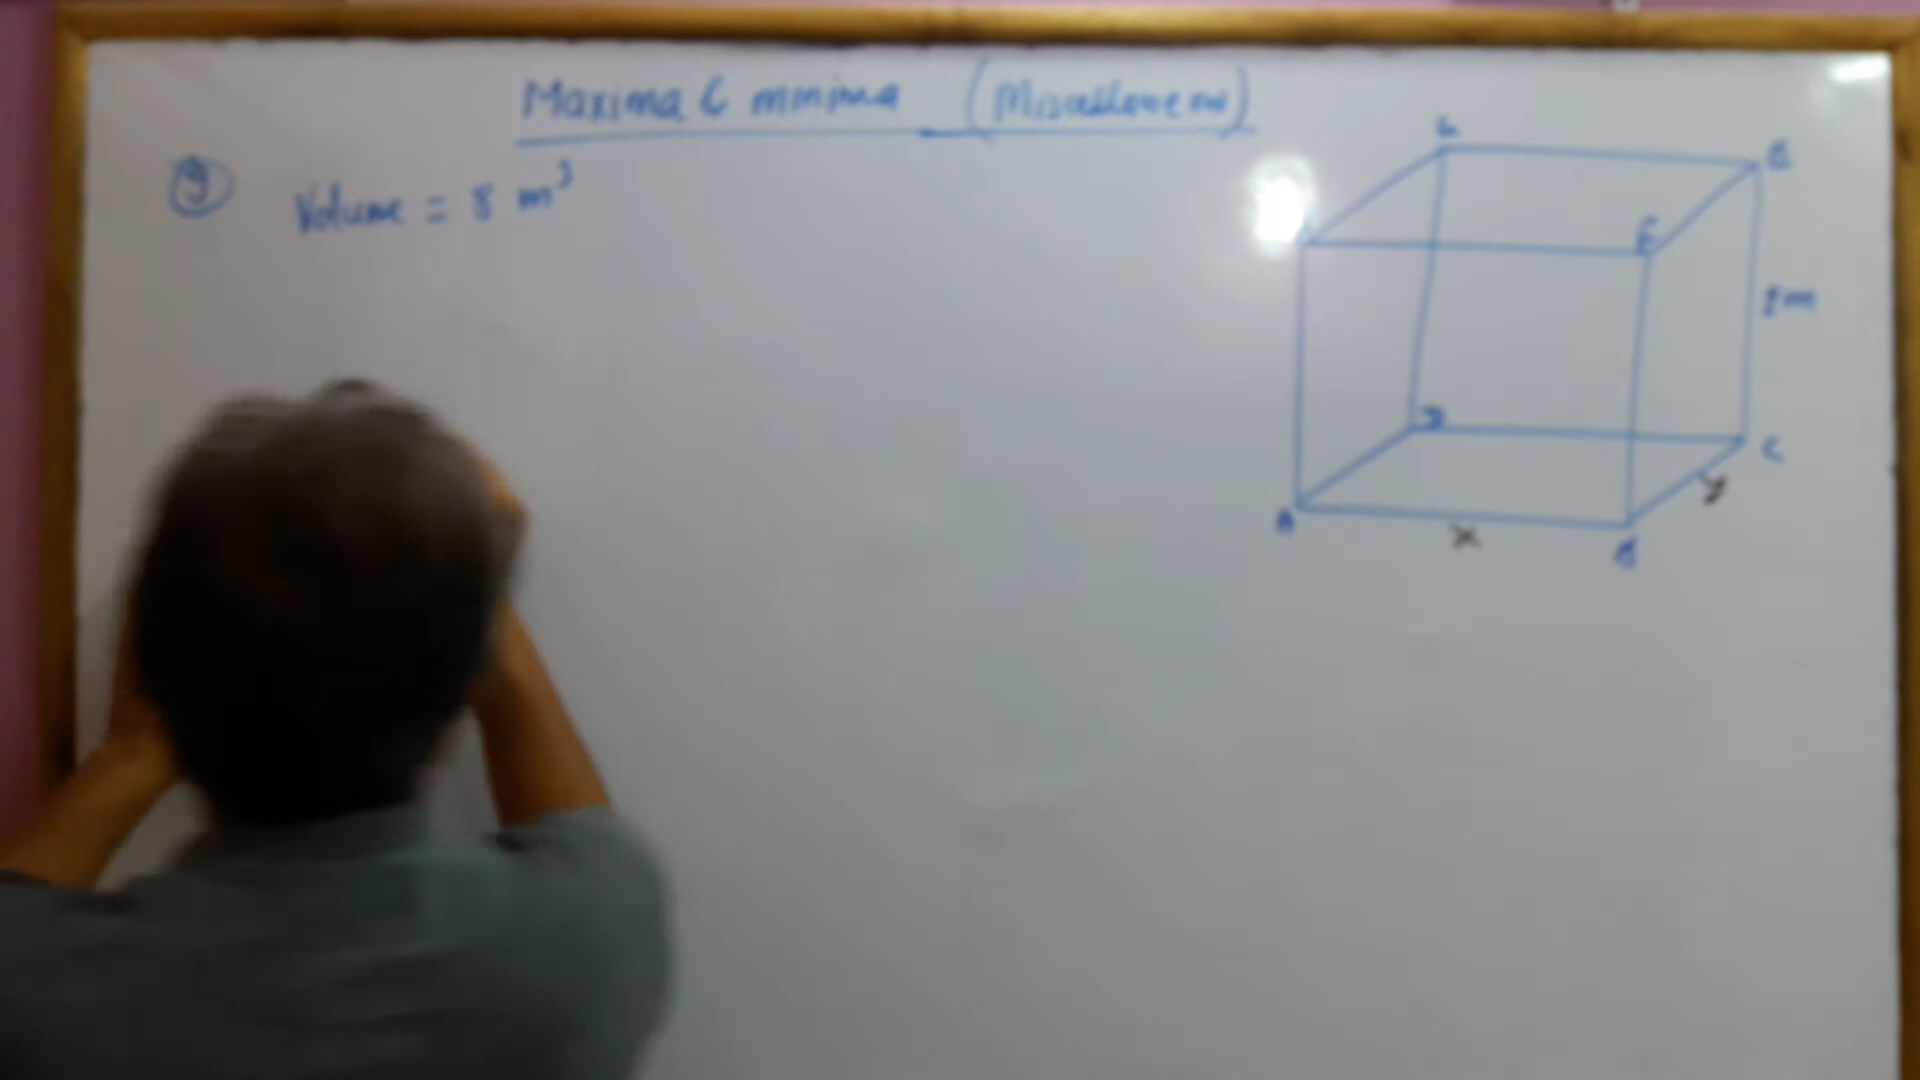 Maxima & minima (Miscellaneous)
9 Volume = 8 m³
E
F
2m
D
C
y
A
x
B